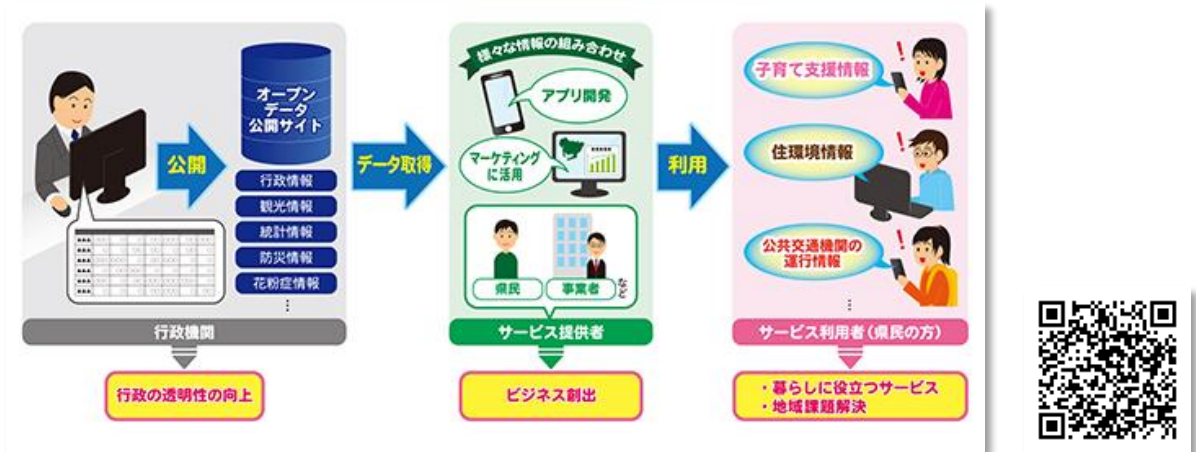 オープン
データ
公開サイト
公開
行政情報
観光情報
統計情報
防災情報
花粉症情報
⋮
行政機関
行政の透明性の向上
データ取得
様々な情報の組み合わせ
アプリ開発
マーケティング
に活用
県民
事業者
など
サービス提供者
ビジネス創出
利用
子育て支援情報
！
住環境情報
！
公共交通機関の
運行情報
！
⋮
サービス利用者（県民の方）
・暮らしに役立つサービス
・地域課題解決